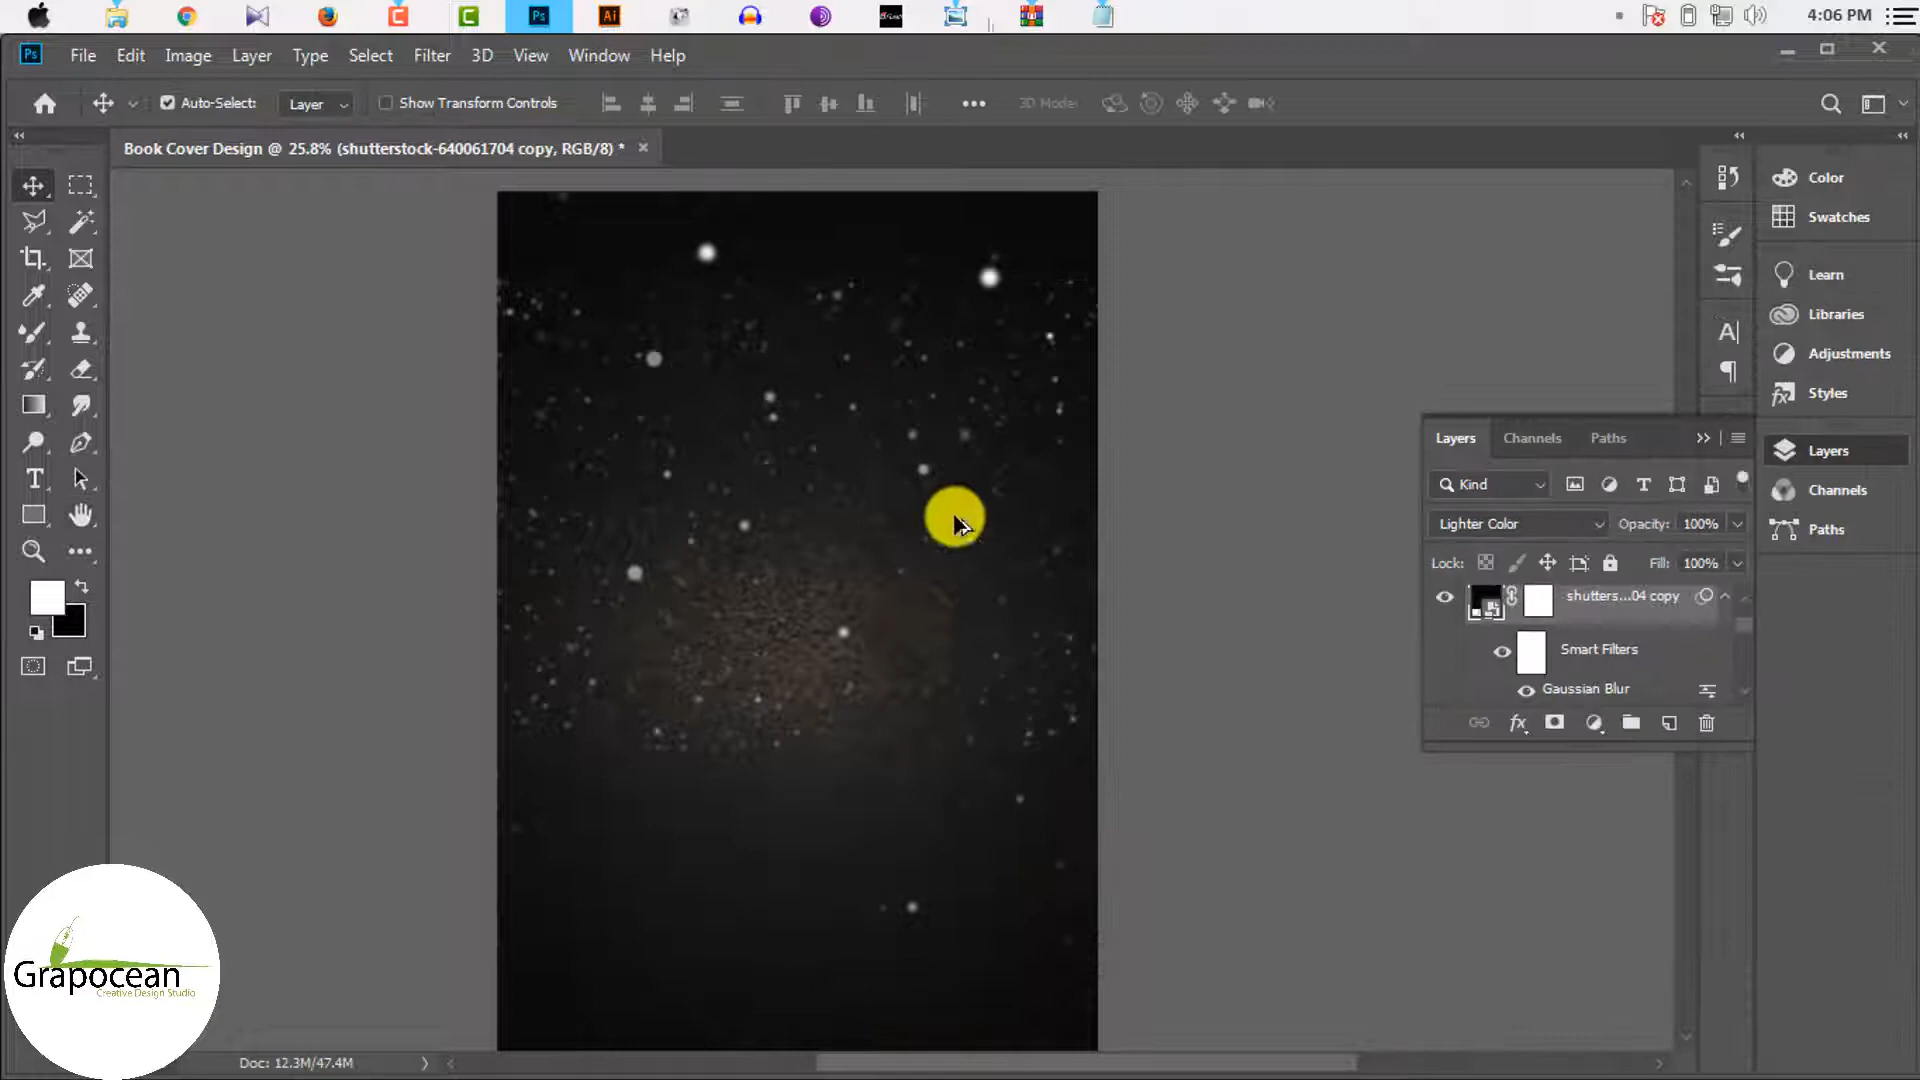 4:06 PM
Ps File Edit Image Layer Type Select Filter 3D View Window Help
Auto-Select: Layer Show Transform Controls 3D Mode:
Book Cover Design @ 25.8% (shutterstock-640061704 copy, RGB/8) *
Color
Swatches
Learn
Libraries
Adjustments
Styles
Layers
Channels
Paths
Layers Channels Paths
Kind
Lighter Color Opacity: 100%
Lock: Fill: 100%
shutters...04 copy
Smart Filters
Gaussian Blur
Grapocean
Creative Design Studio
Doc: 12.3M/47.4M